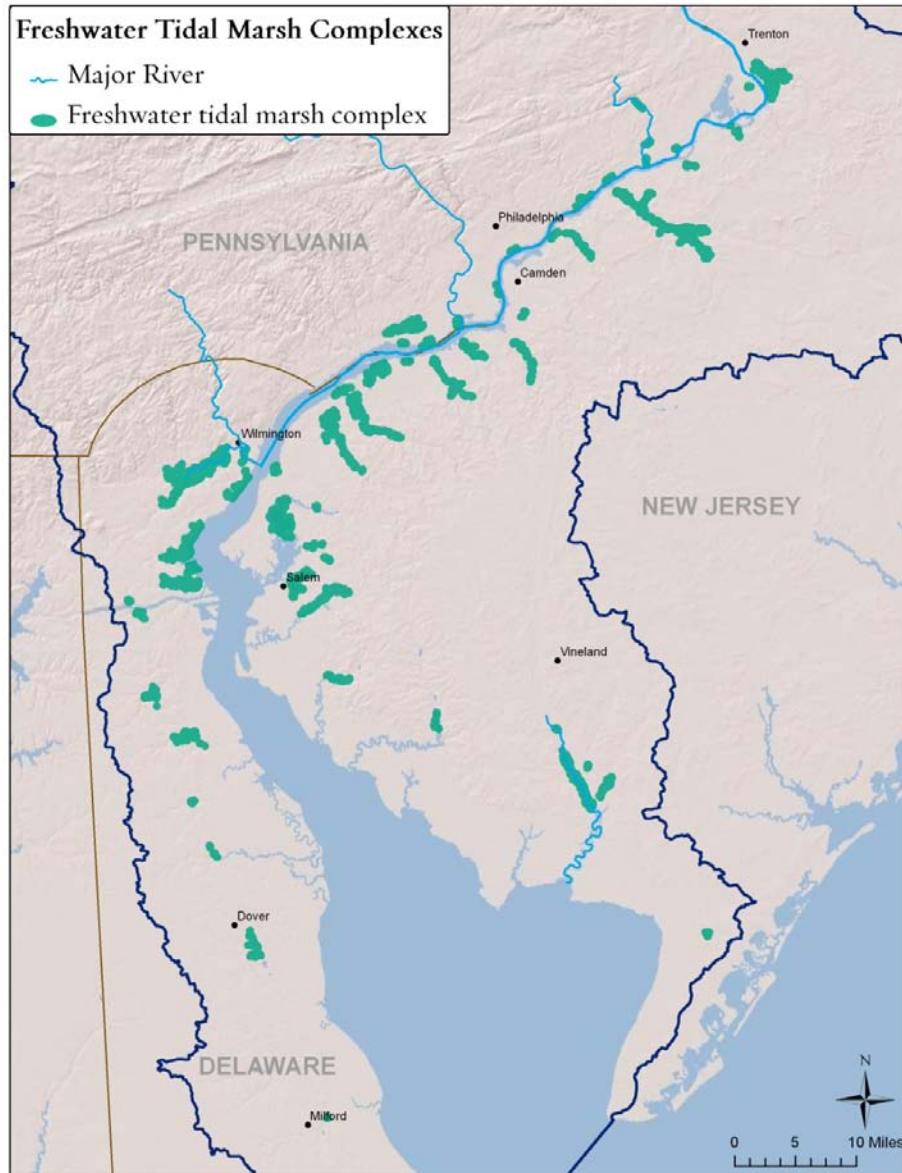 Freshwater Tidal Marsh Complexes
Major River
Freshwater tidal marsh complex
Trenton
Philadelphia
PENNSYLVANIA
Camden
Wilmington
NEW JERSEY
Salem
Vineland
Dover
DELAWARE
Milford
N
0 5 10 Miles